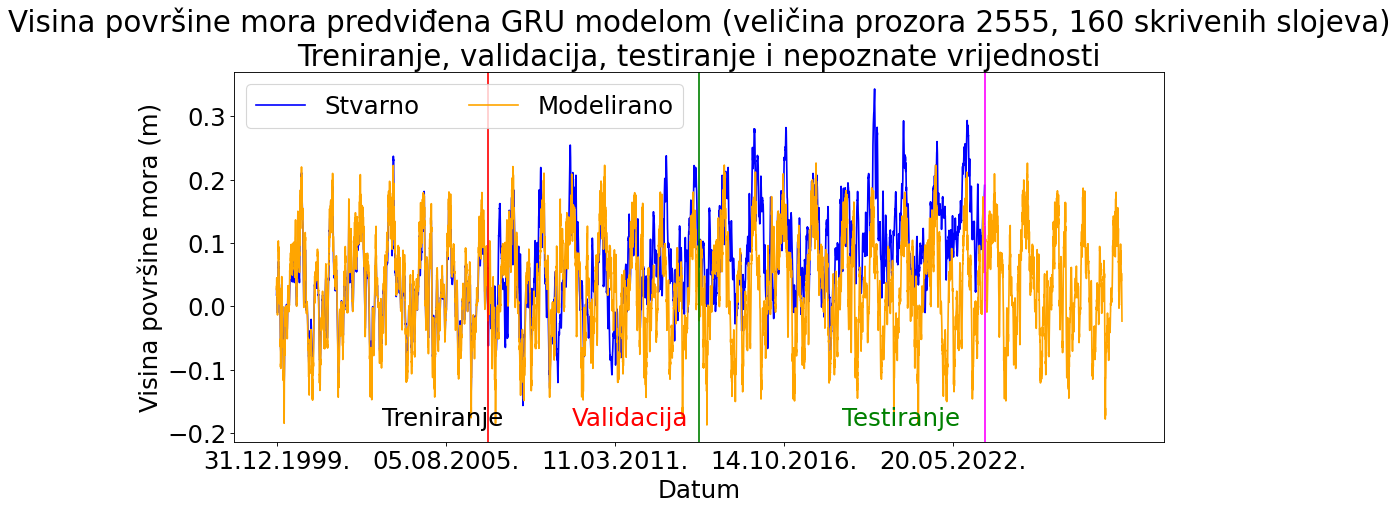 Visina površine mora predviđena GRU modelom (veličina prozora 2555, 160 skrivenih slojeva)
Treniranje, validacija, testiranje i nepoznate vrijednosti
Stvarno
Modelirano
Visina površine mora (m)
0.3
0.2
0.1
0.0
−0.1
−0.2
Treniranje
Validacija
Testiranje
31.12.1999.
05.08.2005.
11.03.2011.
14.10.2016.
20.05.2022.
Datum